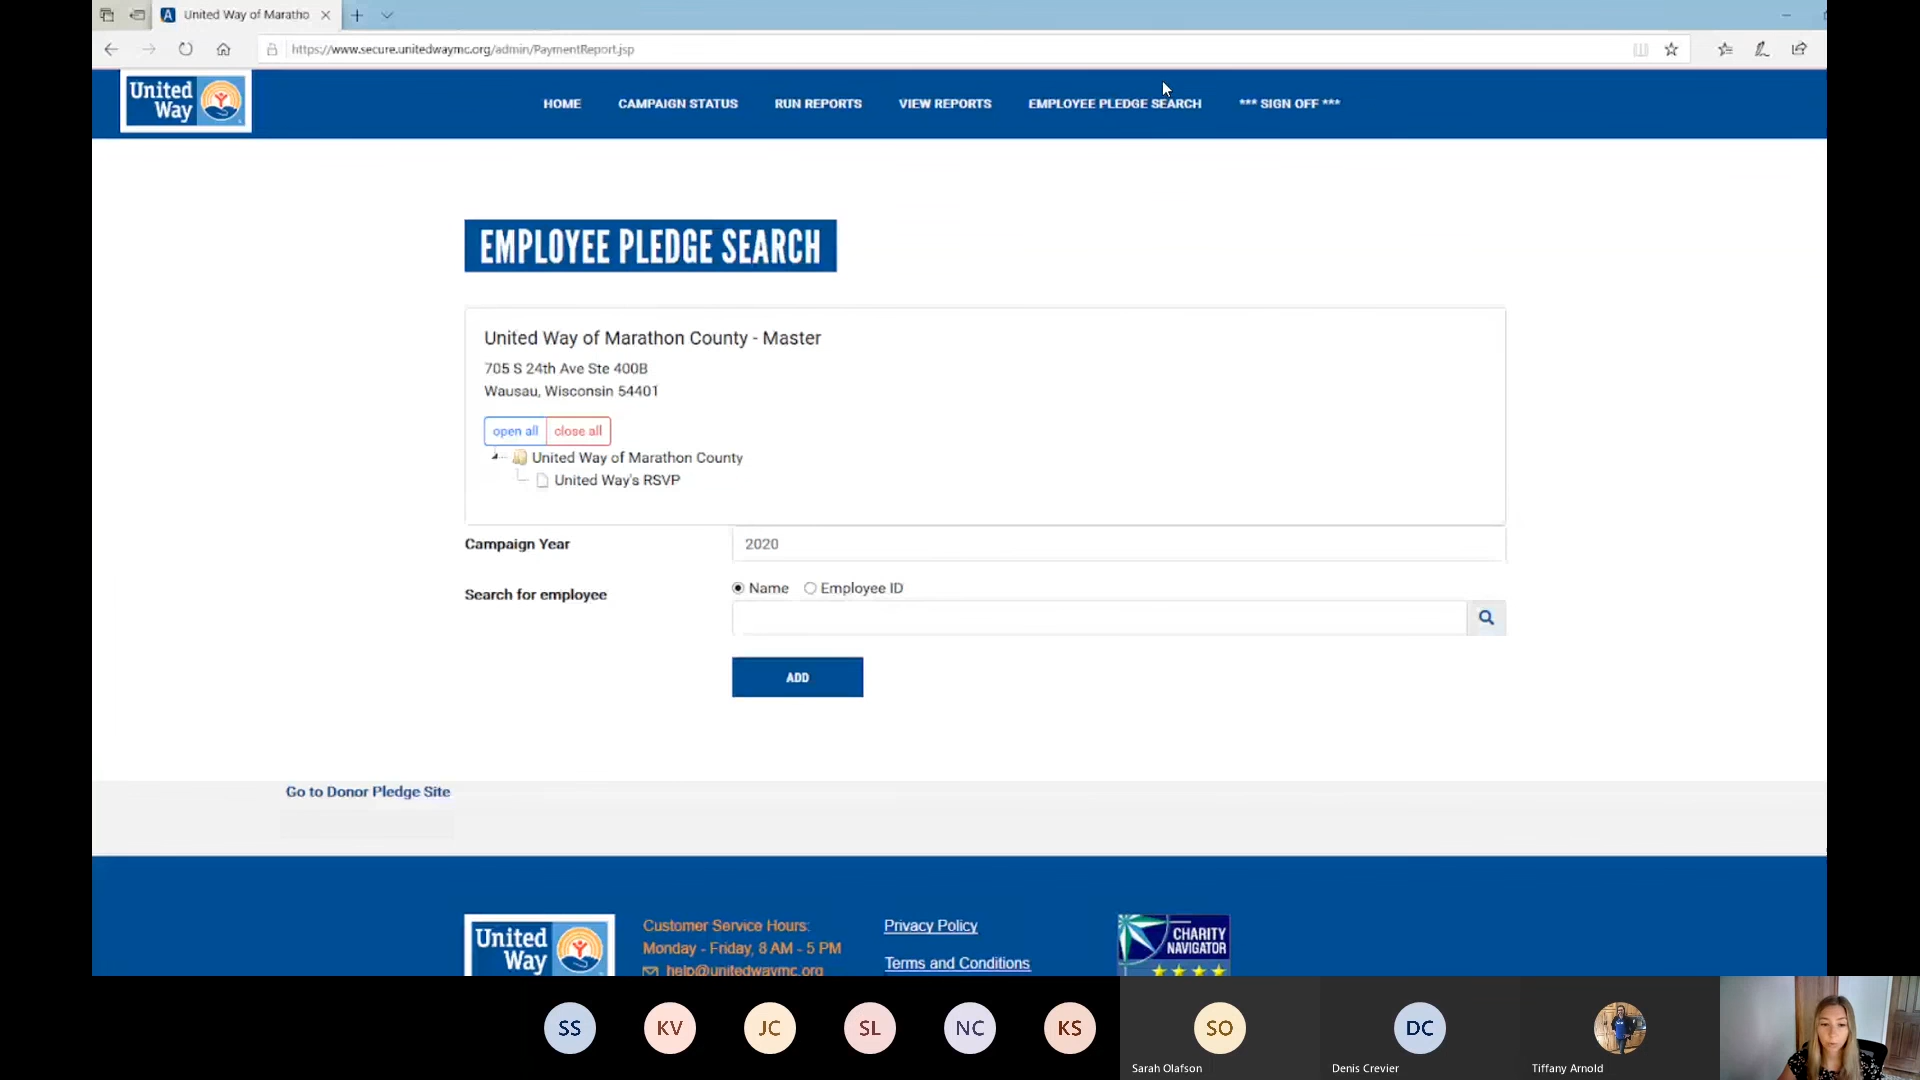 United Way of Maratho
https://www.secure.unitedwaymc.org/admin/PaymentReport.jsp
United
Way
HOME CAMPAIGN STATUS RUN REPORTS VIEW REPORTS EMPLOYEE PLEDGE SEARCH *** SIGN OFF ***
EMPLOYEE PLEDGE SEARCH
United Way of Marathon County - Master
705 S 24th Ave Ste 400B
Wausau, Wisconsin 54401
open all close all
United Way of Marathon County
United Way's RSVP
Campaign Year 2020
Name Employee ID
Search for employee
ADD
Go to Donor Pledge Site
United
Way
Customer Service Hours:
Monday - Friday, 8 AM - 5 PM
help@unitedwaymc.org
Privacy Policy
Terms and Conditions
CHARITY
NAVIGATOR
SS KV JC SL NC KS SO DC
Sarah Olafson Denis Crevier Tiffany Arnold